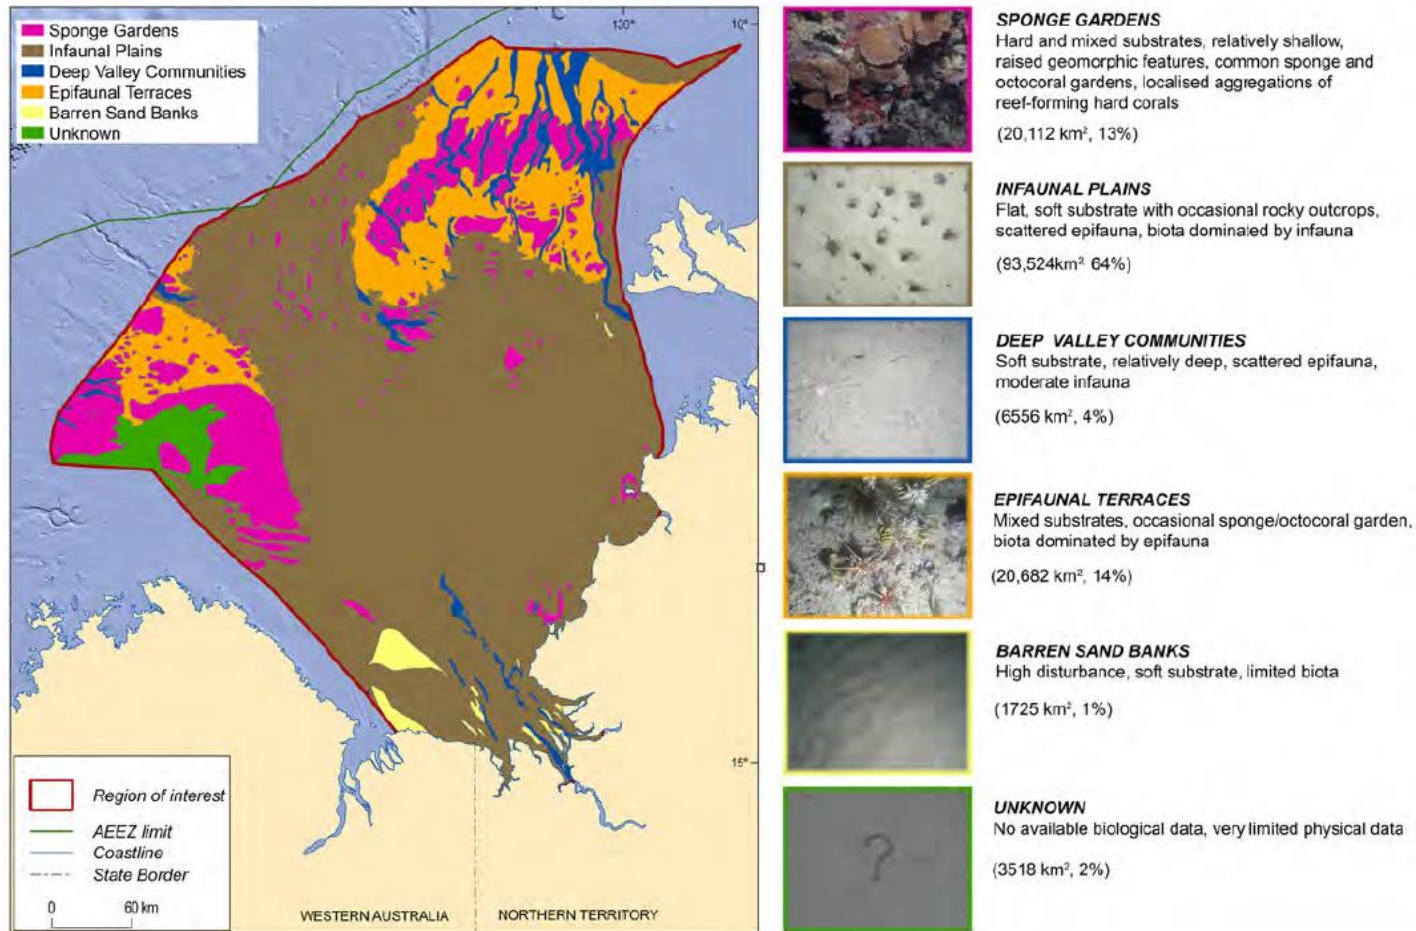 Sponge Gardens
Infaunal Plains
Deep Valley Communities
Epifaunal Terraces
Barren Sand Banks
Unknown
130°
10°
15°
Region of interest
AEEZ limit
Coastline
State Border
0 60 km
WESTERN AUSTRALIA
NORTHERN TERRITORY
SPONGE GARDENS
Hard and mixed substrates, relatively shallow,
raised geomorphic features, common sponge and
octocoral gardens, localised aggregations of
reef-forming hard corals
(20,112 km², 13%)
INFAUNAL PLAINS
Flat, soft substrate with occasional rocky outcrops,
scattered epifauna, biota dominated by infauna
(93,524km² 64%)
DEEP VALLEY COMMUNITIES
Soft substrate, relatively deep, scattered epifauna,
moderate infauna
(6556 km², 4%)
EPIFAUNAL TERRACES
Mixed substrates, occasional sponge/octocoral garden,
biota dominated by epifauna
(20,682 km², 14%)
BARREN SAND BANKS
High disturbance, soft substrate, limited biota
(1725 km², 1%)
?
UNKNOWN
No available biological data, very limited physical data
(3518 km², 2%)